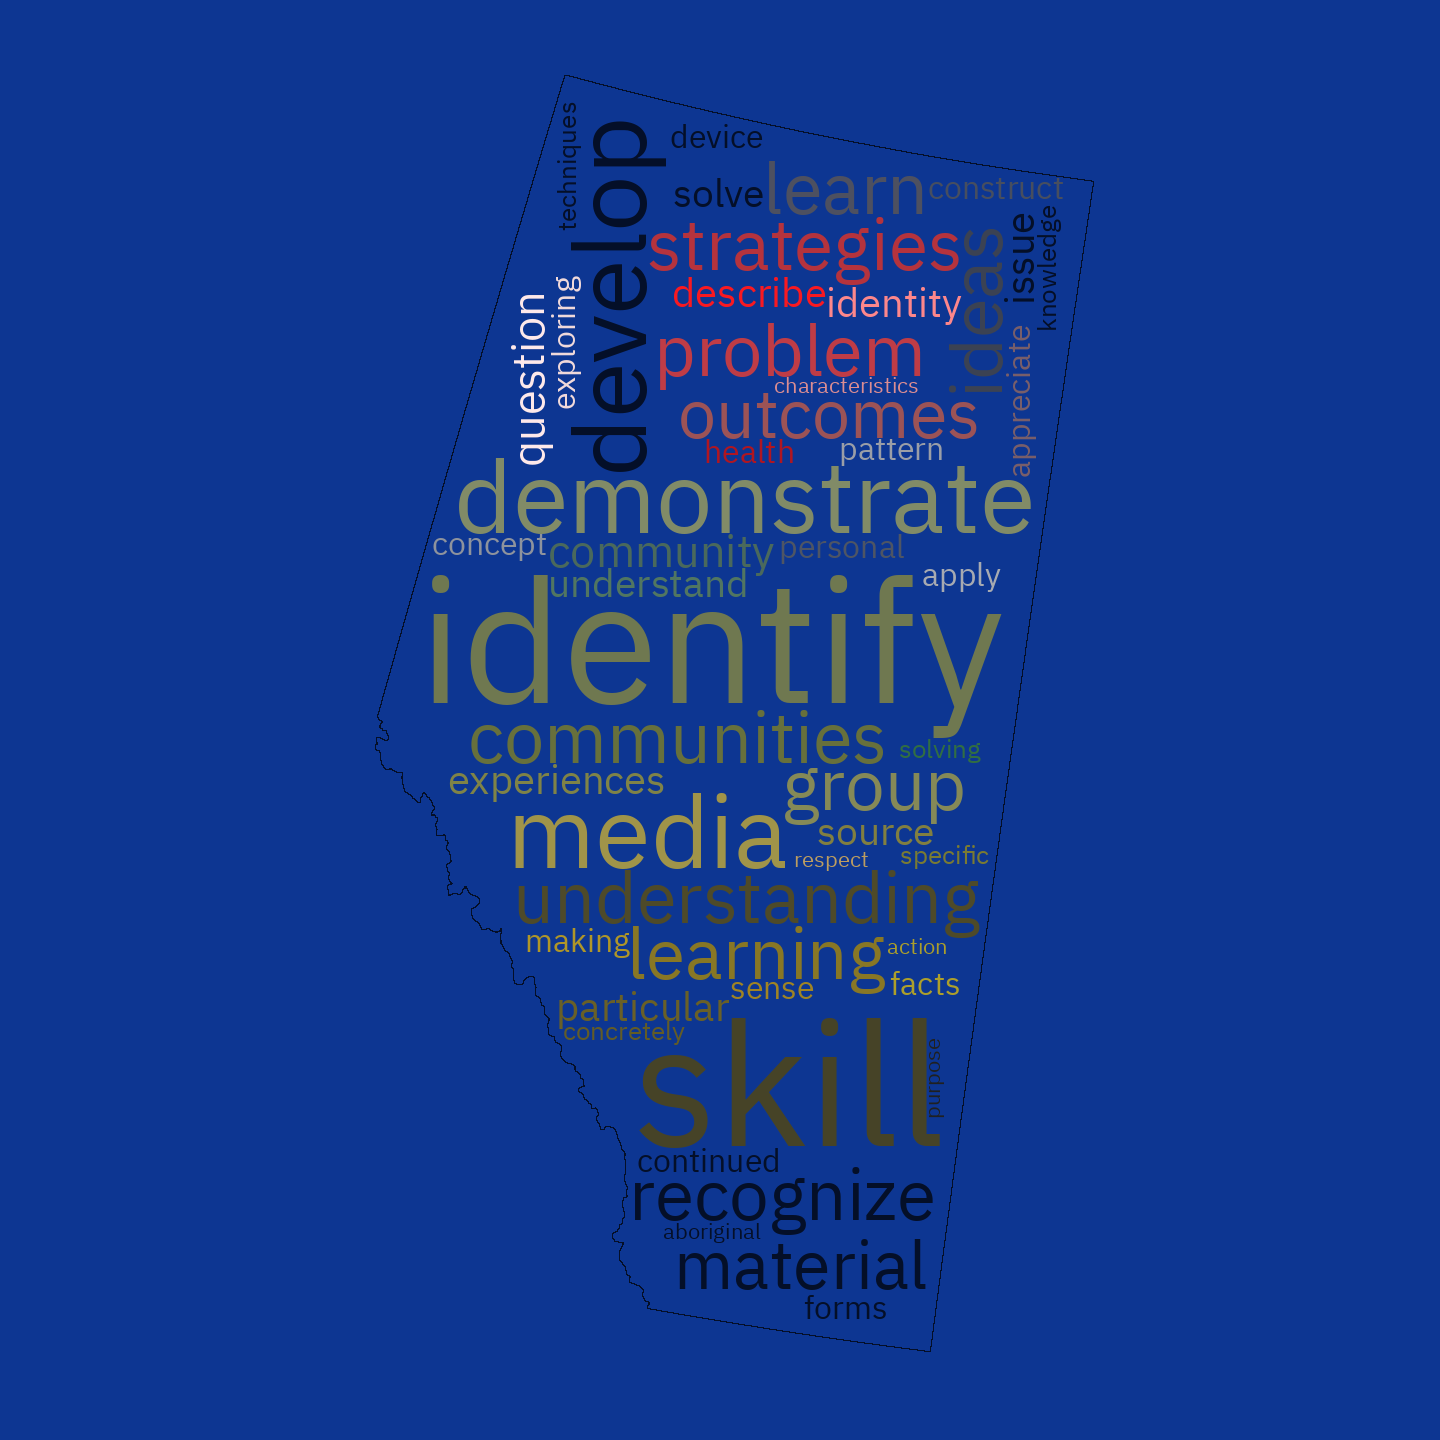 techniques
develop
device
solve
learn
construct
strategies
ideas
issue
knowledge
describe
identity
question
exploring
problem
appreciate
characteristics
outcomes
health
pattern
demonstrate
concept
community
personal
understand
apply
identify
communities
solving
experiences
group
media
source
respect
specific
understanding
making
learning
action
sense
facts
particular
concretely
skill
purpose
continued
recognize
aboriginal
material
forms